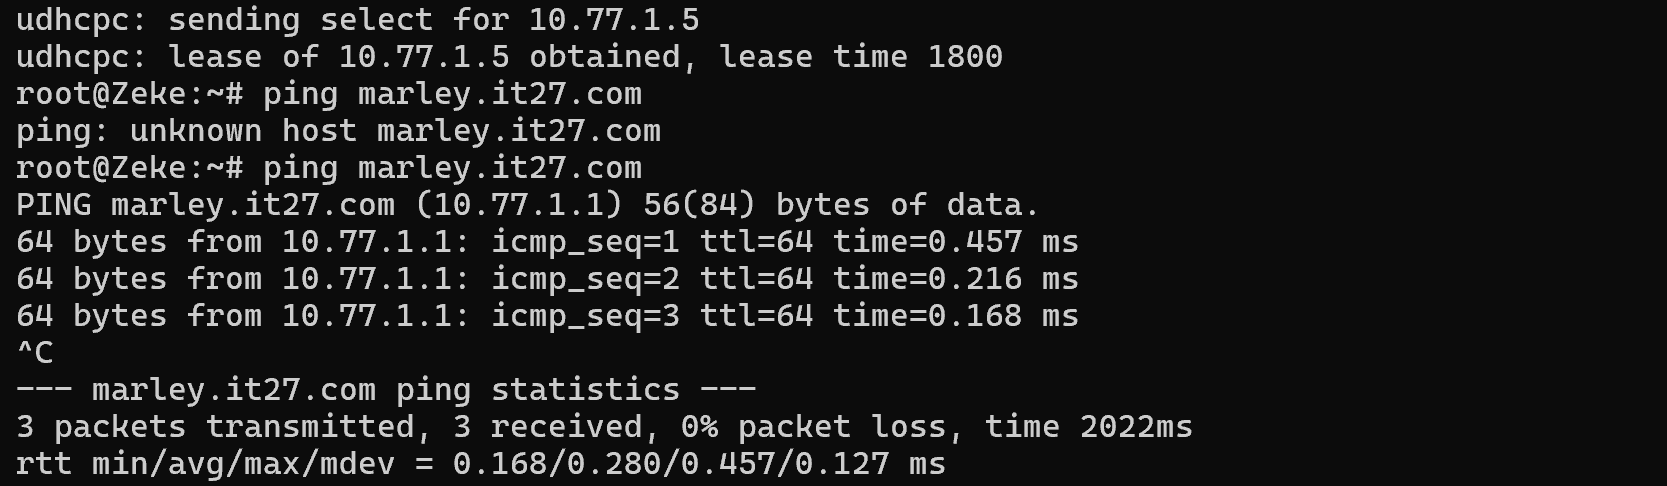 udhcpc: sending select for 10.77.1.5
udhcpc: lease of 10.77.1.5 obtained, lease time 1800
root@Zeke:~# ping marley.it27.com
ping: unknown host marley.it27.com
root@Zeke:~# ping marley.it27.com
PING marley.it27.com (10.77.1.1) 56(84) bytes of data.
64 bytes from 10.77.1.1: icmp_seq=1 ttl=64 time=0.457 ms
64 bytes from 10.77.1.1: icmp_seq=2 ttl=64 time=0.216 ms
64 bytes from 10.77.1.1: icmp_seq=3 ttl=64 time=0.168 ms
^C
--- marley.it27.com ping statistics ---
3 packets transmitted, 3 received, 0% packet loss, time 2022ms
rtt min/avg/max/mdev = 0.168/0.280/0.457/0.127 ms